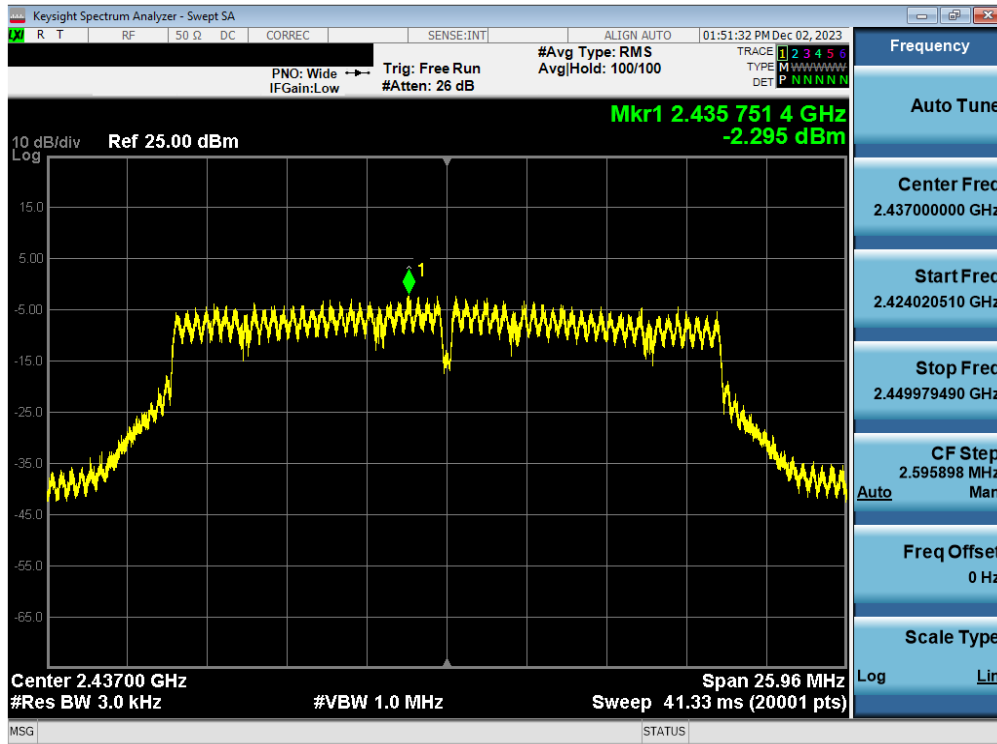 Keysight Spectrum Analyzer - Swept SA
LXI R T RF 50 Ω DC CORREC SENSE:INT ALIGN AUTO 01:51:32 PM Dec 02, 2023
PNO: Wide
IFGain:Low
Trig: Free Run
#Atten: 26 dB
#Avg Type: RMS
Avg|Hold: 100/100
TRACE 1 2 3 4 5 6
TYPE M WWWWW
DET P N N N N N
Mkr1 2.435 751 4 GHz
-2.295 dBm
10 dB/div Ref 25.00 dBm
Log
15.0
5.00
-5.00
-15.0
-25.0
-35.0
-45.0
-55.0
-65.0
1
Center 2.43700 GHz
Span 25.96 MHz
#Res BW 3.0 kHz
#VBW 1.0 MHz
Sweep 41.33 ms (20001 pts)
MSG
STATUS
Frequency
Auto Tune
Center Freq
2.437000000 GHz
Start Freq
2.424020510 GHz
Stop Freq
2.449979490 GHz
CF Step
2.595898 MHz
Auto Man
Freq Offset
0 Hz
Scale Type
Log Lin